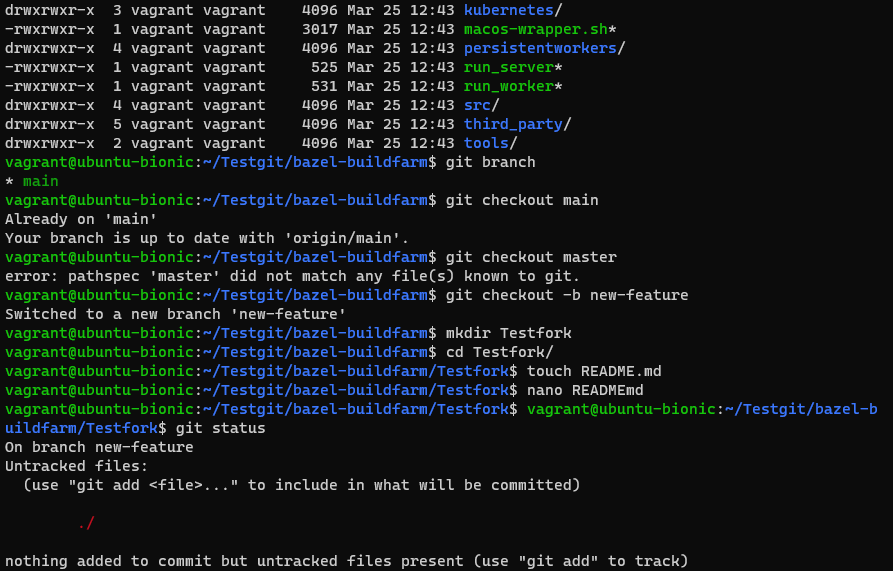 drwxrwxr-x  3 vagrant vagrant    4096 Mar 25 12:43 kubernetes/
-rwxrwxr-x  1 vagrant vagrant    3017 Mar 25 12:43 macos-wrapper.sh*
drwxrwxr-x  4 vagrant vagrant    4096 Mar 25 12:43 persistentworkers/
-rwxrwxr-x  1 vagrant vagrant     525 Mar 25 12:43 run_server*
-rwxrwxr-x  1 vagrant vagrant     531 Mar 25 12:43 run_worker*
drwxrwxr-x  4 vagrant vagrant    4096 Mar 25 12:43 src/
drwxrwxr-x  5 vagrant vagrant    4096 Mar 25 12:43 third_party/
drwxrwxr-x  2 vagrant vagrant    4096 Mar 25 12:43 tools/
vagrant@ubuntu-bionic:~/Testgit/bazel-buildfarm$ git branch
* main
vagrant@ubuntu-bionic:~/Testgit/bazel-buildfarm$ git checkout main
Already on 'main'
Your branch is up to date with 'origin/main'.
vagrant@ubuntu-bionic:~/Testgit/bazel-buildfarm$ git checkout master
error: pathspec 'master' did not match any file(s) known to git.
vagrant@ubuntu-bionic:~/Testgit/bazel-buildfarm$ git checkout -b new-feature
Switched to a new branch 'new-feature'
vagrant@ubuntu-bionic:~/Testgit/bazel-buildfarm$ mkdir Testfork
vagrant@ubuntu-bionic:~/Testgit/bazel-buildfarm$ cd Testfork/
vagrant@ubuntu-bionic:~/Testgit/bazel-buildfarm/Testfork$ touch README.md
vagrant@ubuntu-bionic:~/Testgit/bazel-buildfarm/Testfork$ nano READMEmd
vagrant@ubuntu-bionic:~/Testgit/bazel-buildfarm/Testfork$ vagrant@ubuntu-bionic:~/Testgit/bazel-b
uildfarm/Testfork$ git status
On branch new-feature
Untracked files:
  (use "git add <file>..." to include in what will be committed)
        ./
nothing added to commit but untracked files present (use "git add" to track)